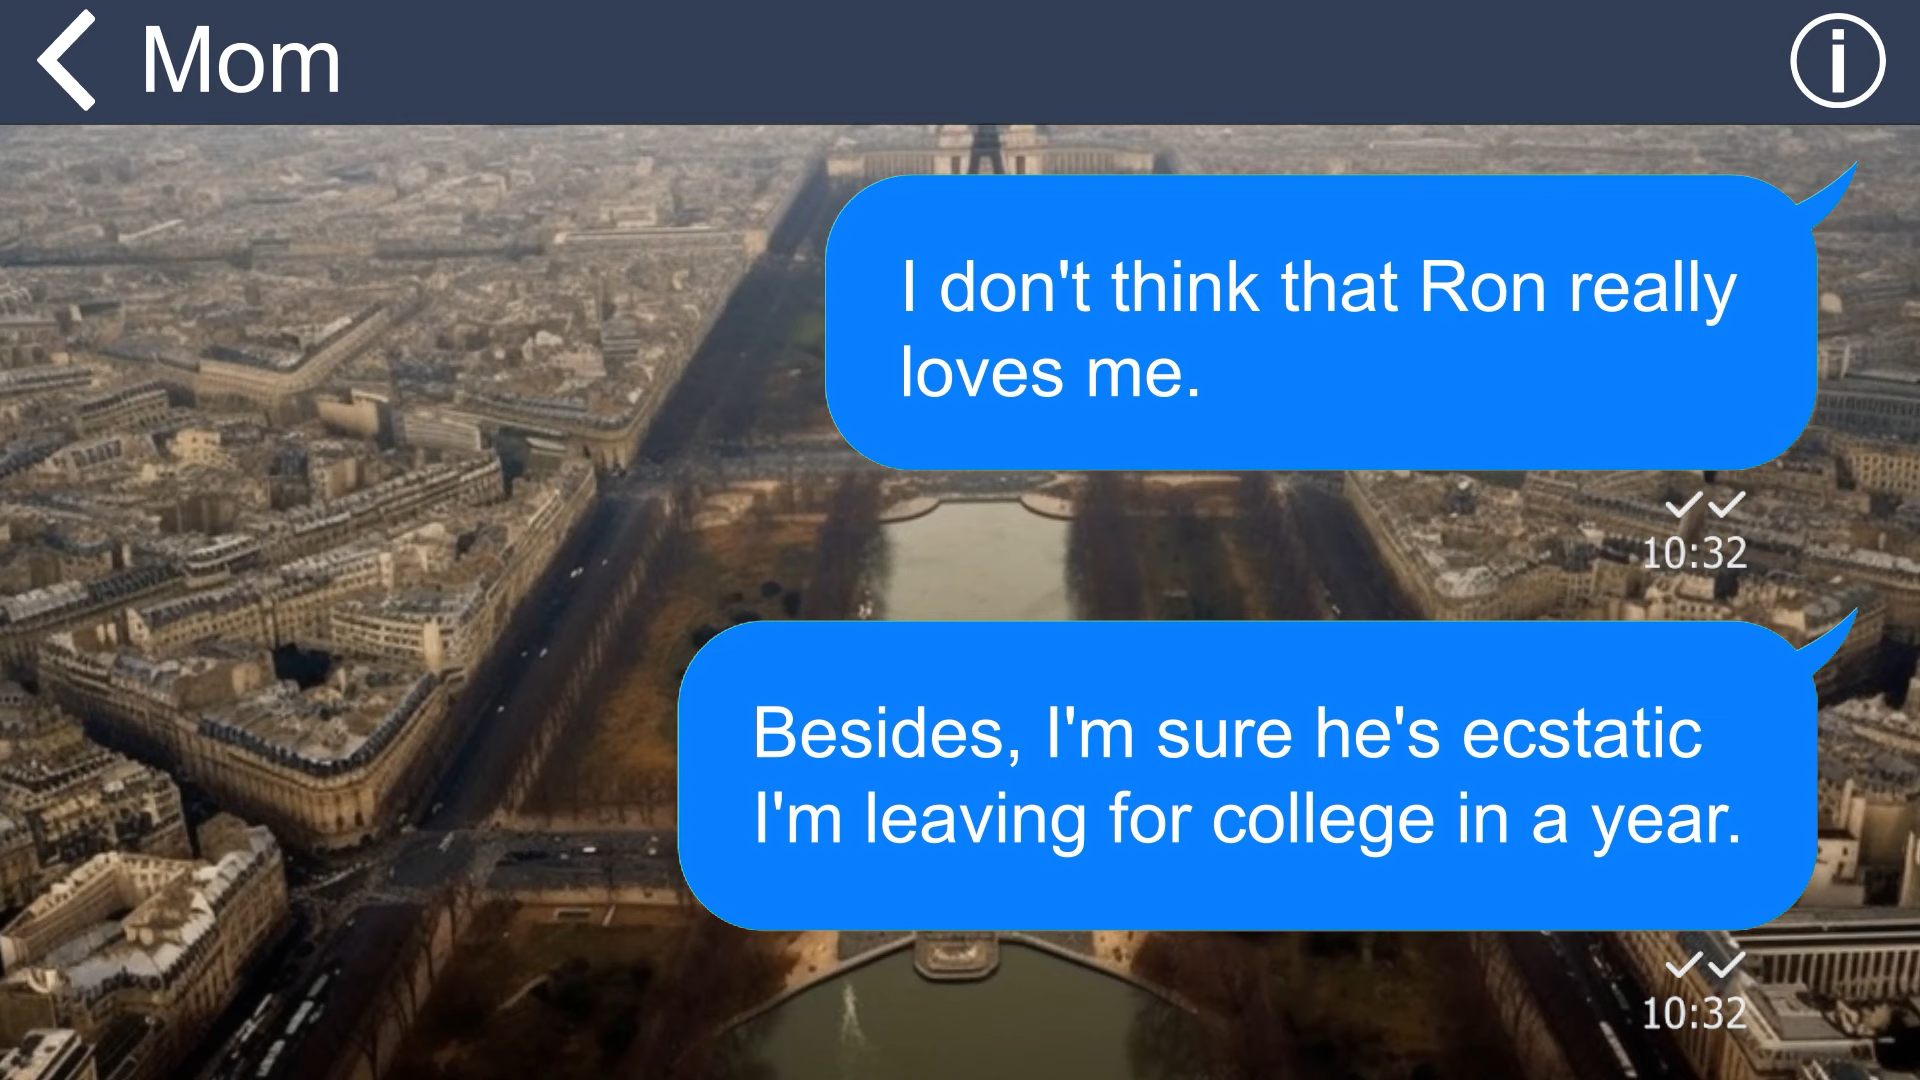 Mom
I don't think that Ron really
loves me.
10:32
Besides, I'm sure he's ecstatic
I'm leaving for college in a year.
10:32